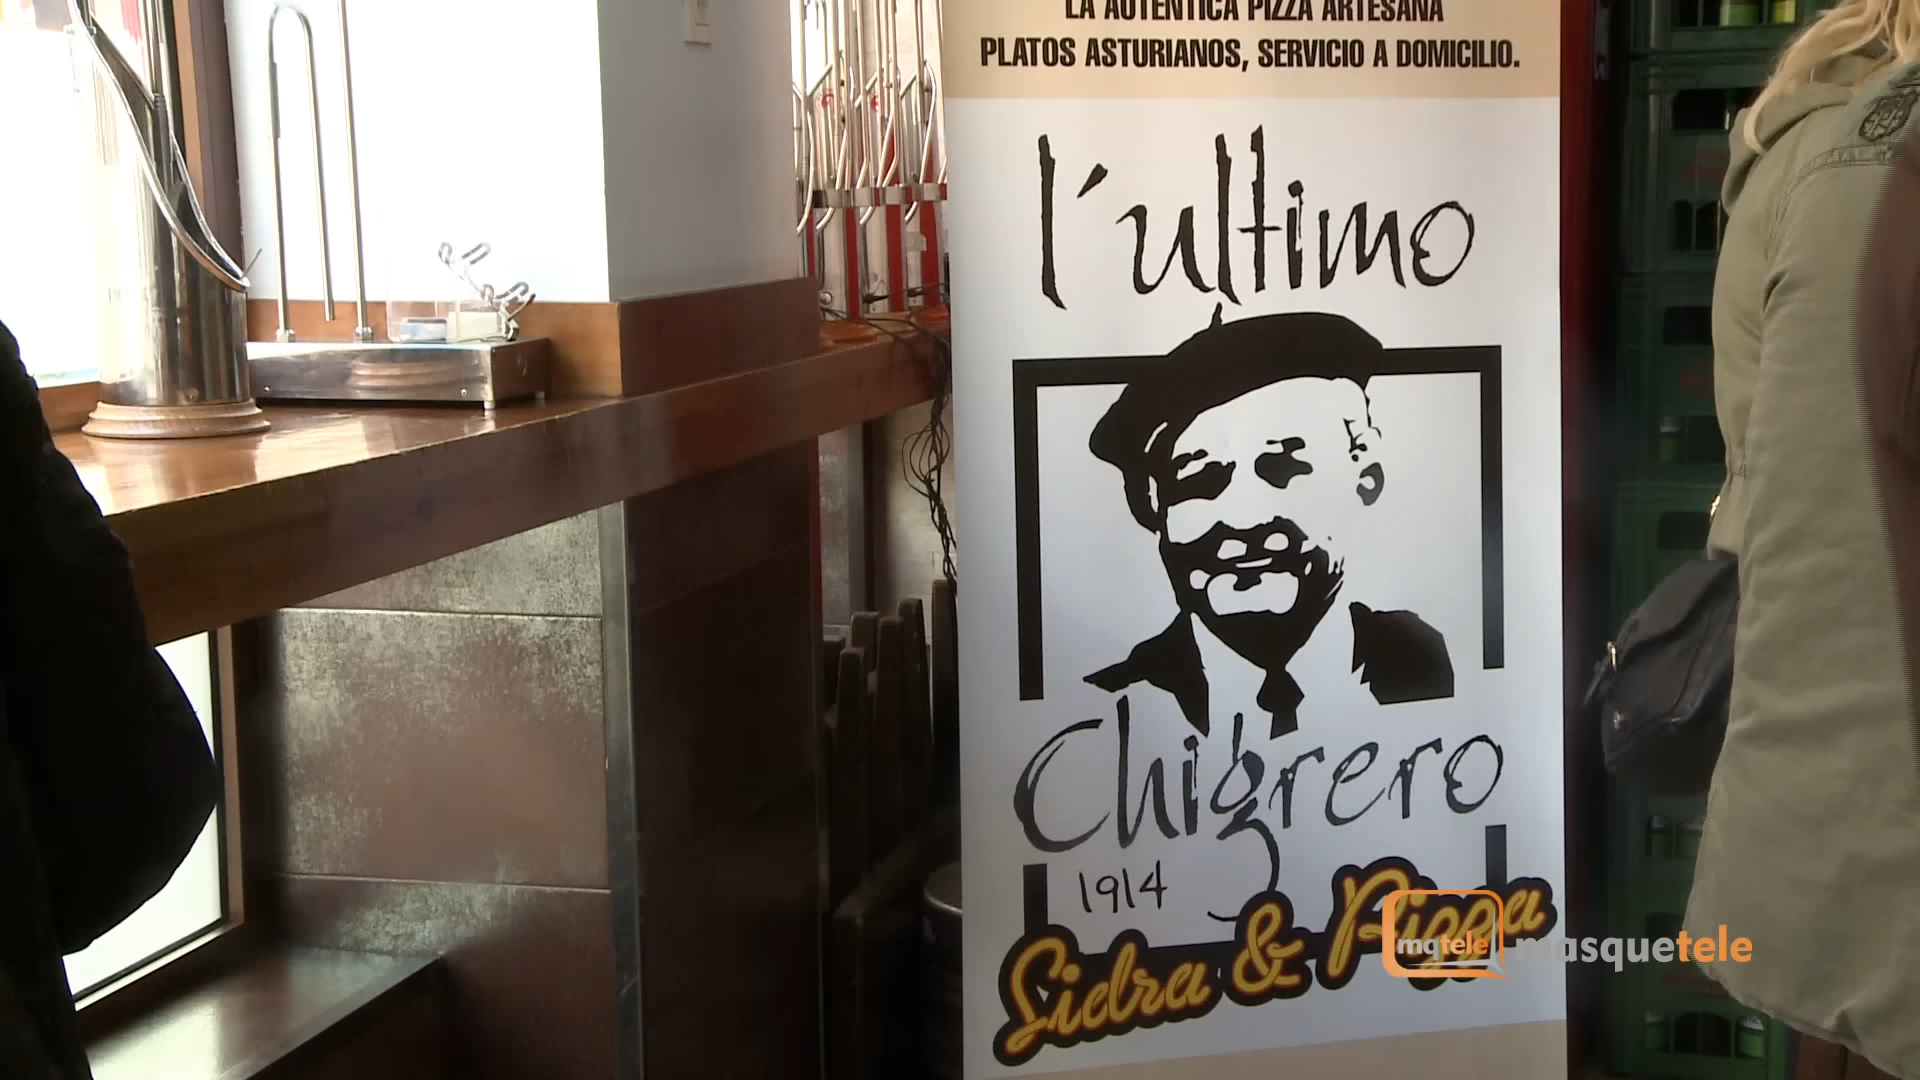 LA AUTENTICA PIZZA ARTESANA
PLATOS ASTURIANOS, SERVICIO A DOMICILIO.
l'ultimo
Chigrero
1914
Sidra & Pizza
mqtele masquetele